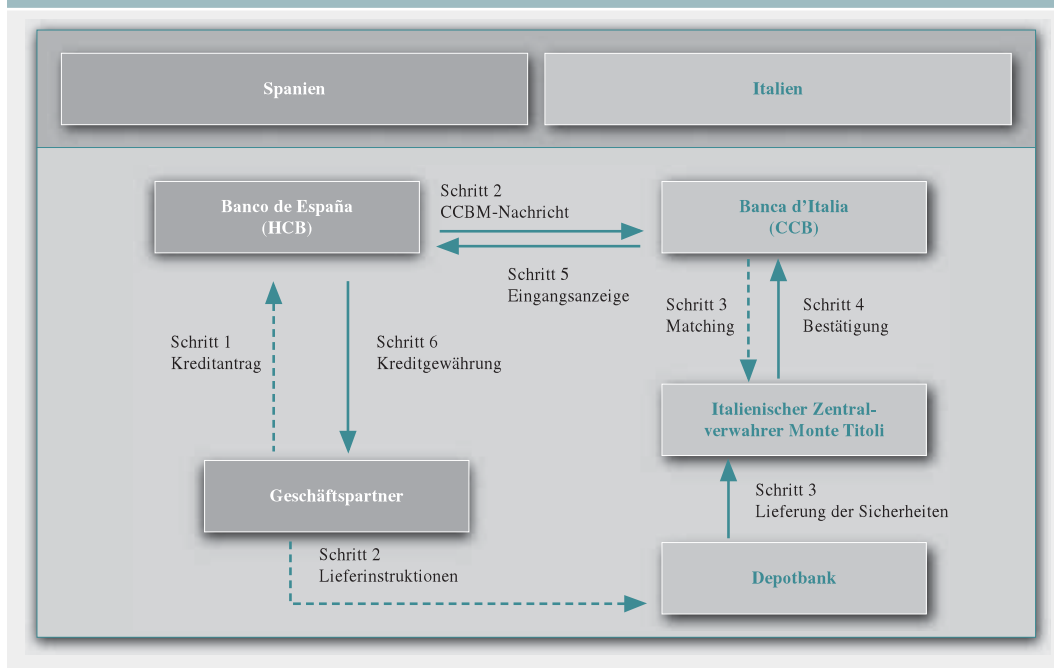 Spanien
Italien
Banco de España
(HCB)
Schritt 2
CCBM-Nachricht
Banca d’Italia
(CCB)
Schritt 5
Eingangsanzeige
Schritt 1
Kreditantrag
Schritt 6
Kreditgewährung
Schritt 3
Matching
Schritt 4
Bestätigung
Italienischer Zentral-
verwahrer Monte Titoli
Geschäftspartner
Schritt 3
Lieferung der Sicherheiten
Schritt 2
Lieferinstruktionen
Depotbank